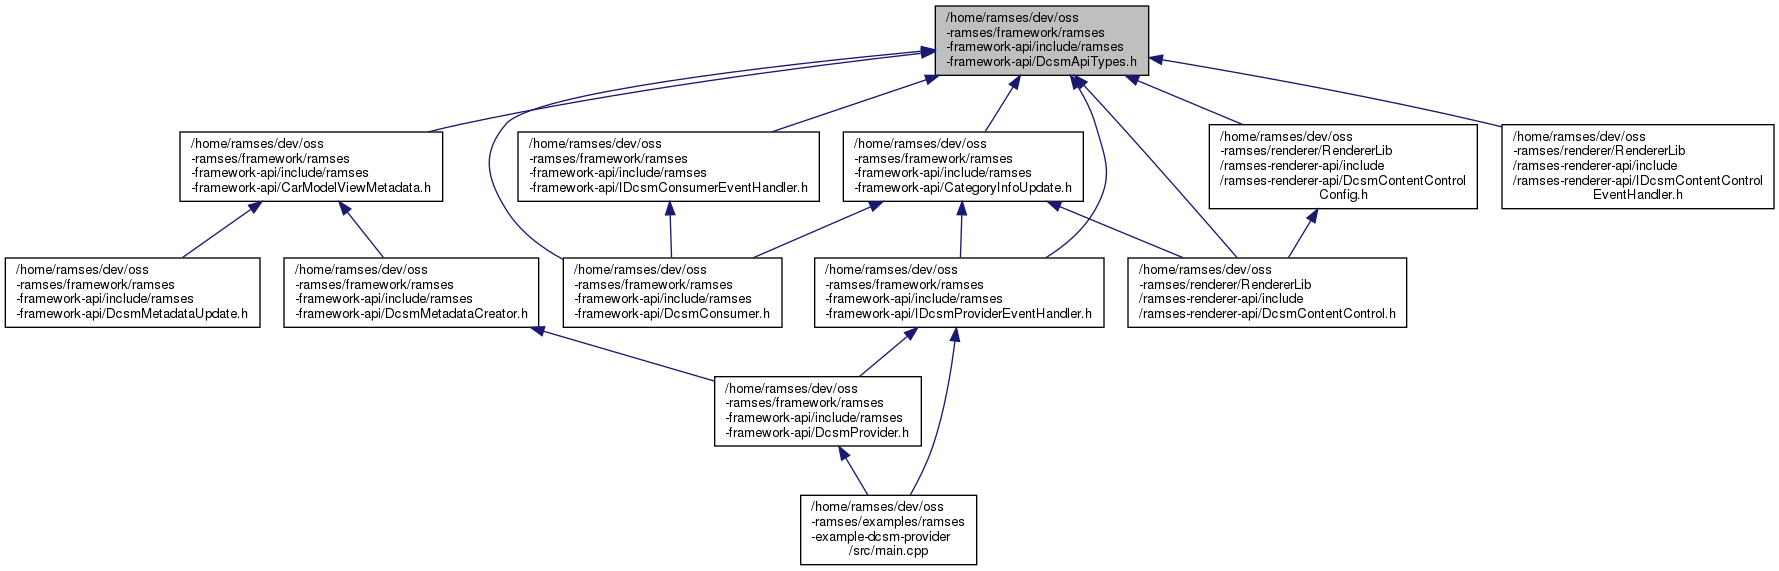 /home/ramses/dev/oss
-ramses/framework/ramses
-framework-api/include/ramses
-framework-api/DcsmApiTypes.h
/home/ramses/dev/oss
-ramses/framework/ramses
-framework-api/include/ramses
-framework-api/CarModelViewMetadata.h
/home/ramses/dev/oss
-ramses/framework/ramses
-framework-api/include/ramses
-framework-api/IDcsmConsumerEventHandler.h
/home/ramses/dev/oss
-ramses/framework/ramses
-framework-api/include/ramses
-framework-api/CategoryInfoUpdate.h
/home/ramses/dev/oss
-ramses/renderer/RendererLib
/ramses-renderer-api/include
/ramses-renderer-api/DcsmContentControl
Config.h
/home/ramses/dev/oss
-ramses/renderer/RendererLib
/ramses-renderer-api/include
/ramses-renderer-api/IDcsmContentControl
EventHandler.h
/home/ramses/dev/oss
-ramses/framework/ramses
-framework-api/include/ramses
-framework-api/DcsmMetadataUpdate.h
/home/ramses/dev/oss
-ramses/framework/ramses
-framework-api/include/ramses
-framework-api/DcsmMetadataCreator.h
/home/ramses/dev/oss
-ramses/framework/ramses
-framework-api/include/ramses
-framework-api/DcsmConsumer.h
/home/ramses/dev/oss
-ramses/framework/ramses
-framework-api/include/ramses
-framework-api/IDcsmProviderEventHandler.h
/home/ramses/dev/oss
-ramses/renderer/RendererLib
/ramses-renderer-api/include
/ramses-renderer-api/DcsmContentControl.h
/home/ramses/dev/oss
-ramses/framework/ramses
-framework-api/include/ramses
-framework-api/DcsmProvider.h
/home/ramses/dev/oss
-ramses/examples/ramses
-example-dcsm-provider
/src/main.cpp